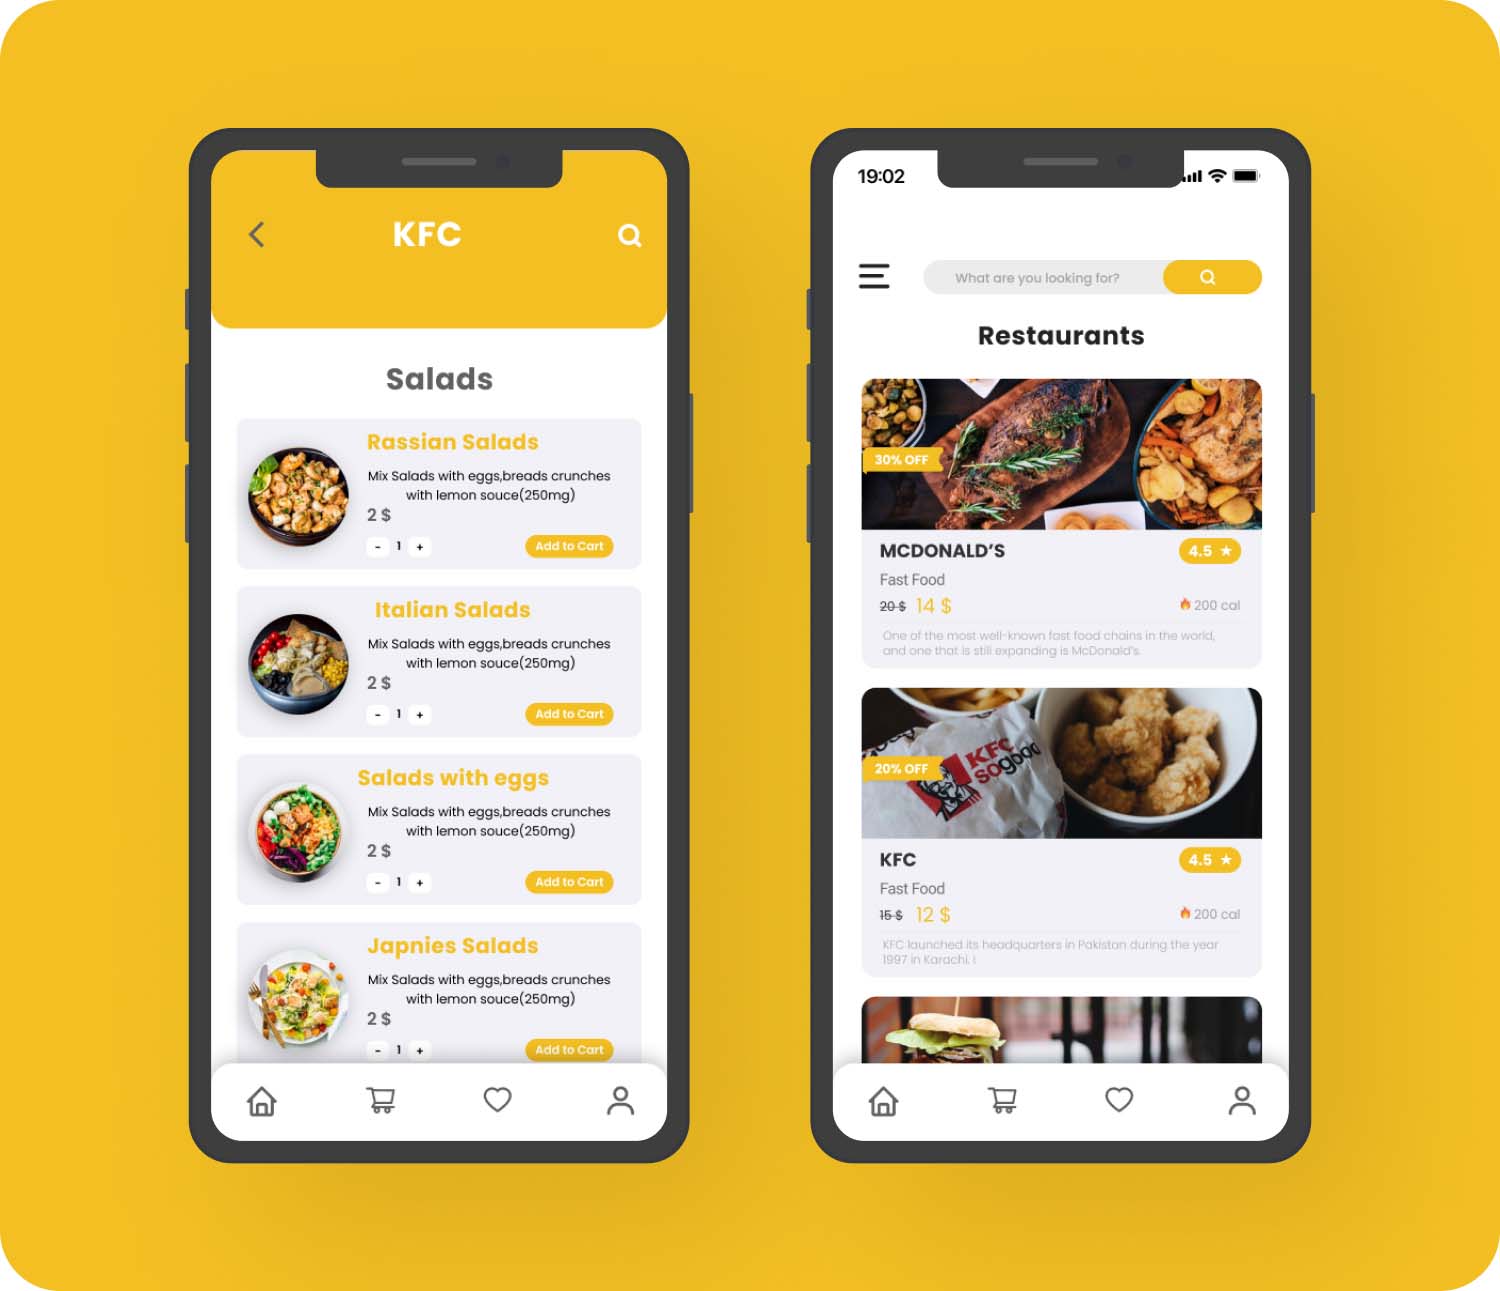 KFC
Salads
Rassian Salads
Mix Salads with eggs,breads crunches
with lemon souce(250mg)
2 $
- 1 +
Add to Cart
Italian Salads
Mix Salads with eggs,breads crunches
with lemon souce(250mg)
2 $
- 1 +
Add to Cart
Salads with eggs
Mix Salads with eggs,breads crunches
with lemon souce(250mg)
2 $
- 1 +
Add to Cart
Japnies Salads
Mix Salads with eggs,breads crunches
with lemon souce(250mg)
2 $
- 1 +
Add to Cart
19:02
What are you looking for?
Restaurants
30% OFF
MCDONALD'S
4.5 ★
Fast Food
20 $ 14 $
200 cal
One of the most well-known fast food chains in the world,
and one that is still expanding is McDonald's.
KFC
so good
20% OFF
KFC
4.5 ★
Fast Food
15 $ 12 $
200 cal
KFC launched its headquarters in Pakistan during the year
1997 in Karachi. I